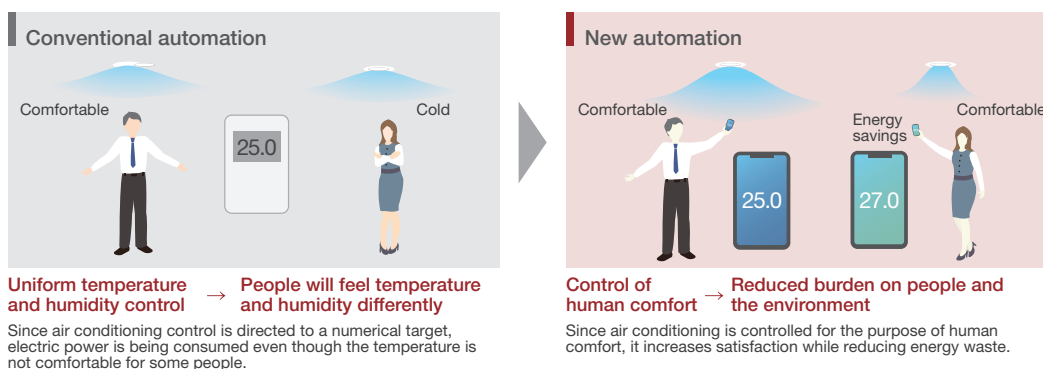 Conventional automation
Comfortable
Cold
25.0
Uniform temperature
and humidity control
→
People will feel temperature
and humidity differently
Since air conditioning control is directed to a numerical target,
electric power is being consumed even though the temperature is
not comfortable for some people.
New automation
Comfortable
Energy
savings
Comfortable
25.0
27.0
Control of
human comfort
→
Reduced burden on people and
the environment
Since air conditioning is controlled for the purpose of human
comfort, it increases satisfaction while reducing energy waste.